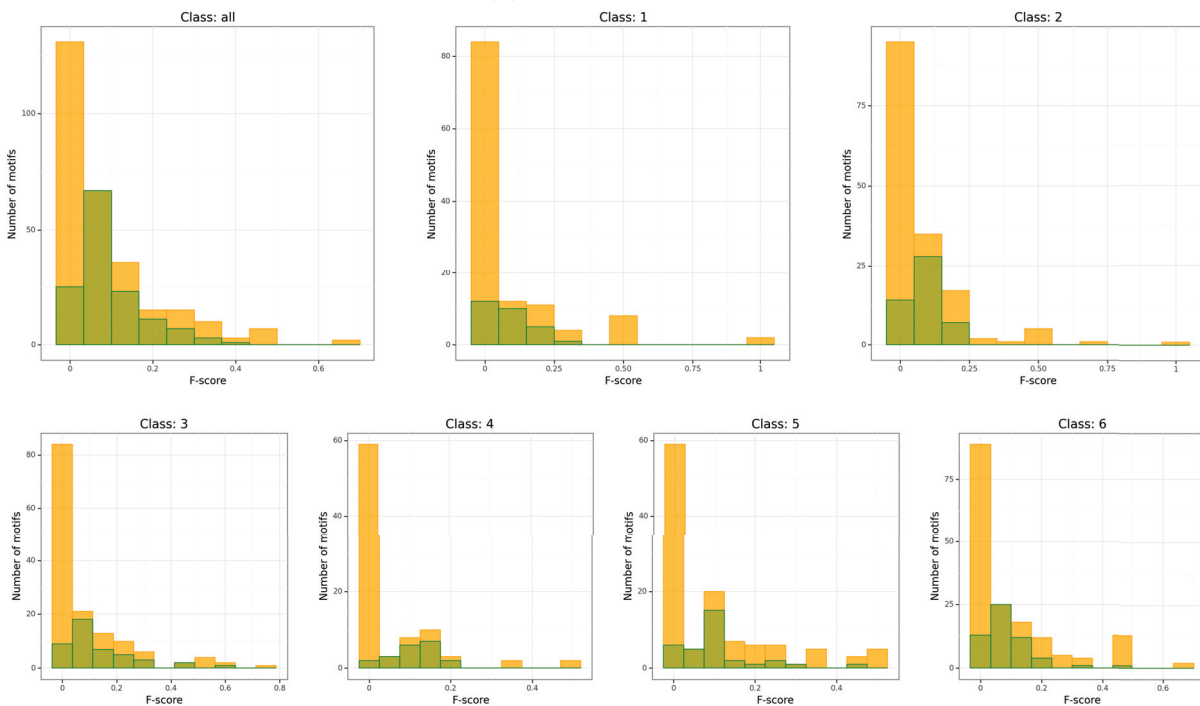 Class: all
Number of motifs
100
50
0
0 0.2 0.4 0.6
F-score
Class: 1
Number of motifs
80
60
40
20
0
0 0.25 0.50 0.75 1
F-score
Class: 2
Number of motifs
75
50
25
0
0 0.25 0.50 0.75 1
F-score
Class: 3
Number of motifs
80
60
40
20
0
0 0.2 0.4 0.6 0.8
F-score
Class: 4
Number of motifs
60
40
20
0
0 0.2 0.4
F-score
Class: 5
Number of motifs
60
40
20
0
0 0.2 0.4
F-score
Class: 6
Number of motifs
75
50
25
0
0 0.2 0.4 0.6
F-score